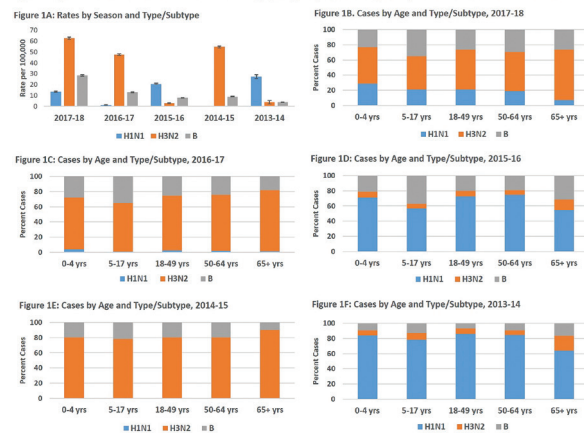 Figure 1A: Rates by Season and Type/Subtype
Rate per 100,000
70
60
50
40
30
20
10
0
2017-18 2016-17 2015-16 2014-15 2013-14
H1N1 H3N2 B
Figure 1B. Cases by Age and Type/Subtype, 2017-18
Percent Cases
100
80
60
40
20
0
0-4 yrs 5-17 yrs 18-49 yrs 50-64 yrs 65+ yrs
H1N1 H3N2 B
Figure 1C: Cases by Age and Type/Subtype, 2016-17
Percent Cases
100
80
60
40
20
0
0-4 yrs 5-17 yrs 18-49 yrs 50-64 yrs 65+ yrs
H1N1 H3N2 B
Figure 1D: Cases by Age and Type/Subtype, 2015-16
Percent Cases
100
80
60
40
20
0
0-4 yrs 5-17 yrs 18-49 yrs 50-64 yrs 65+ yrs
H1N1 H3N2 B
Figure 1E: Cases by Age and Type/Subtype, 2014-15
Percent Cases
100
80
60
40
20
0
0-4 yrs 5-17 yrs 18-49 yrs 50-64 yrs 65+ yrs
H1N1 H3N2 B
Figure 1F: Cases by Age and Type/Subtype, 2013-14
Percent Cases
100
80
60
40
20
0
0-4 yrs 5-17 yrs 18-49 yrs 50-64 yrs 65+ yrs
H1N1 H3N2 B